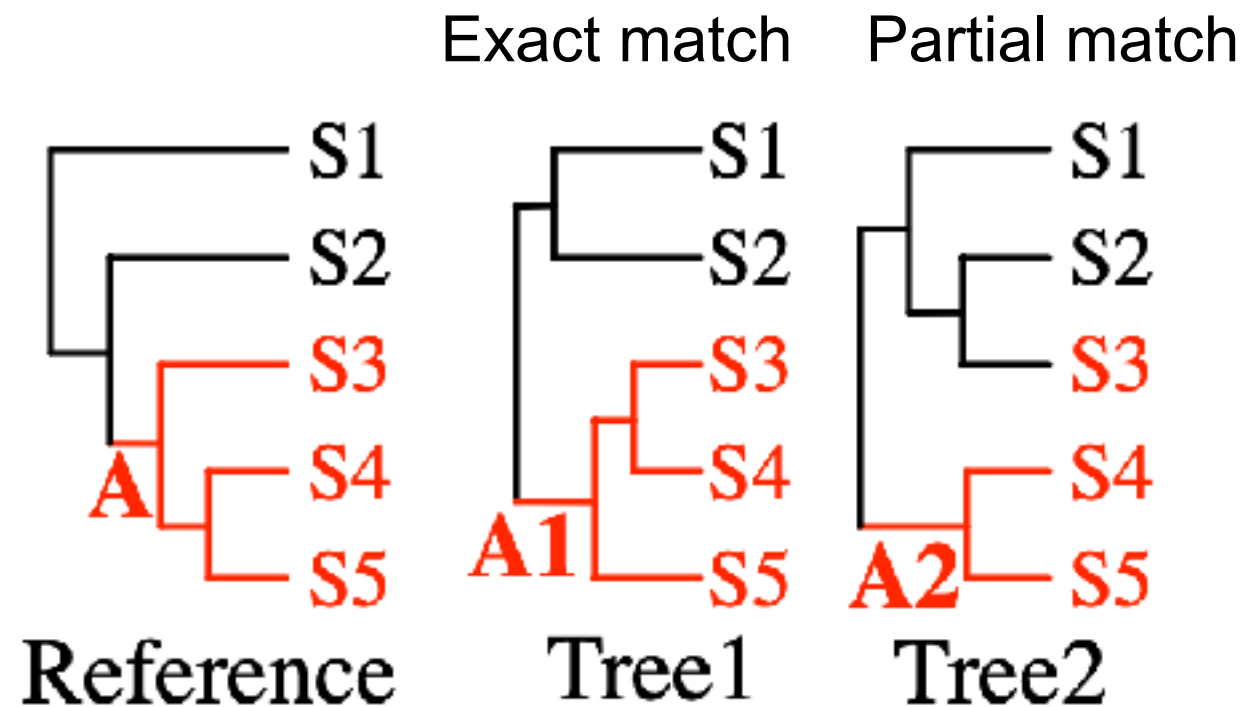 Exact match Partial match
S1 S1 S1
S2 S2 S2
S3 S3 S3
S4 S4 S4
A
A1 A2
S5 S5 S5
Reference Tree1 Tree2